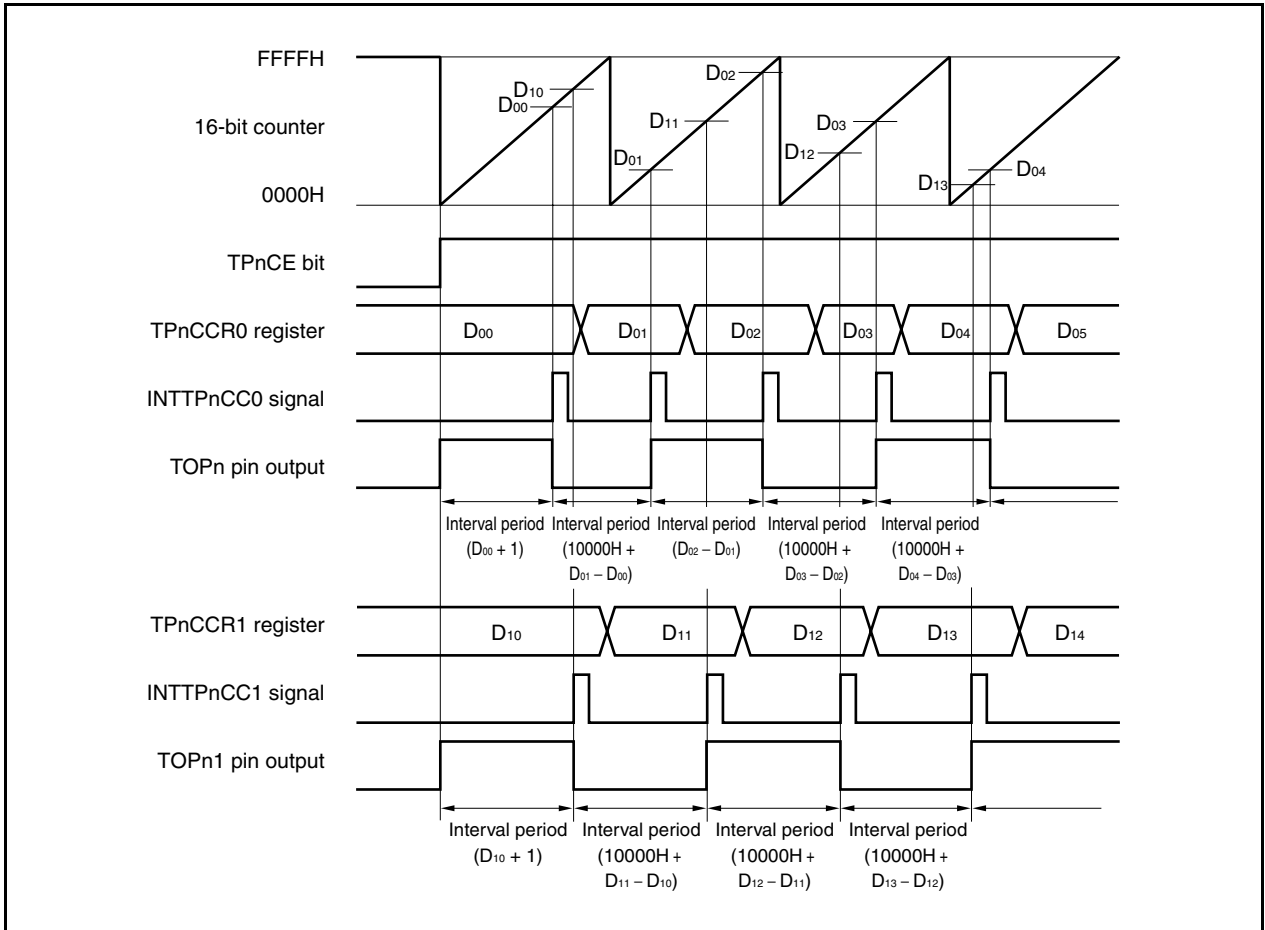 FFFFH
16-bit counter
0000H
D10
D00
D01
D11
D02
D12
D03
D13
D04
TPnCE bit
TPnCCR0 register
D00
D01
D02
D03
D04
D05
INTTPnCC0 signal
TOPn pin output
Interval period
(D00 + 1)
Interval period
(10000H +
D01 – D00)
Interval period
(D02 – D01)
Interval period
(10000H +
D03 – D02)
Interval period
(10000H +
D04 – D03)
TPnCCR1 register
D10
D11
D12
D13
D14
INTTPnCC1 signal
TOPn1 pin output
Interval period
(D10 + 1)
Interval period
(10000H +
D11 – D10)
Interval period
(10000H +
D12 – D11)
Interval period
(10000H +
D13 – D12)